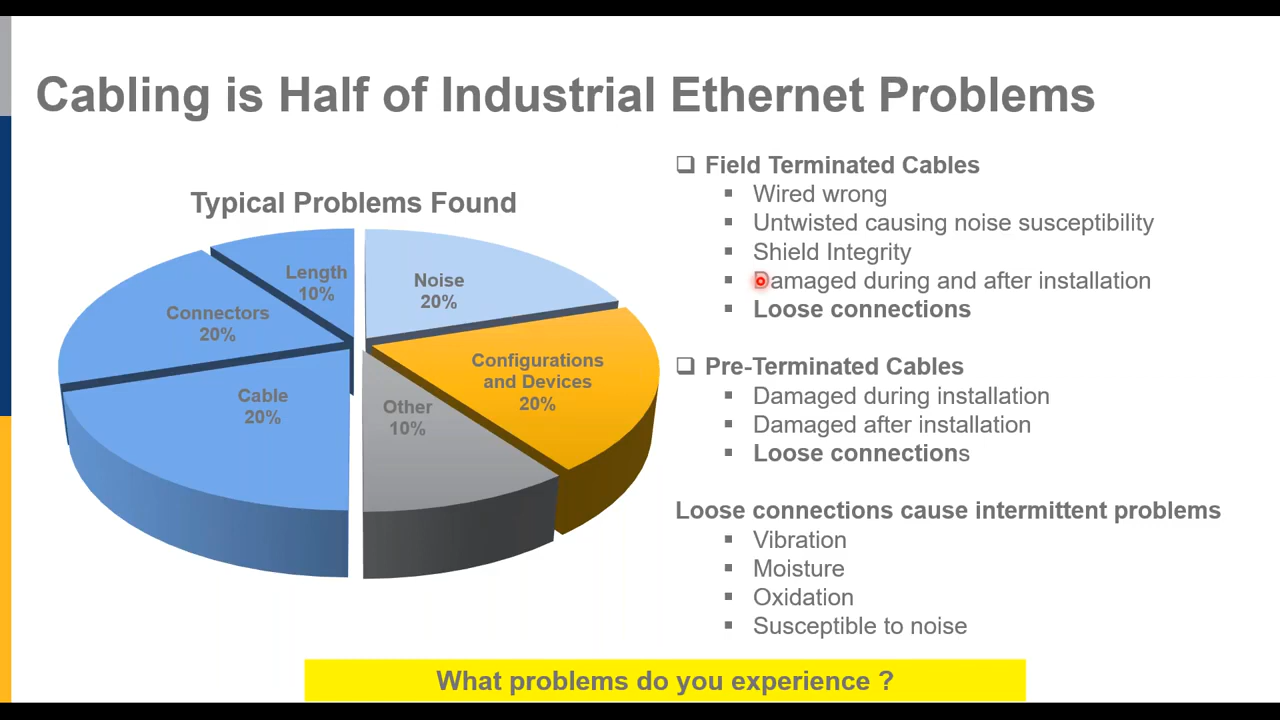 Cabling is Half of Industrial Ethernet Problems
Typical Problems Found
Length
10%
Noise
20%
Connectors
20%
Configurations
and Devices
20%
Cable
20%
Other
10%
❑ Field Terminated Cables
▪ Wired wrong
▪ Untwisted causing noise susceptibility
▪ Shield Integrity
▪ Damaged during and after installation
▪ Loose connections
❑ Pre-Terminated Cables
▪ Damaged during installation
▪ Damaged after installation
▪ Loose connections
Loose connections cause intermittent problems
▪ Vibration
▪ Moisture
▪ Oxidation
▪ Susceptible to noise
What problems do you experience ?